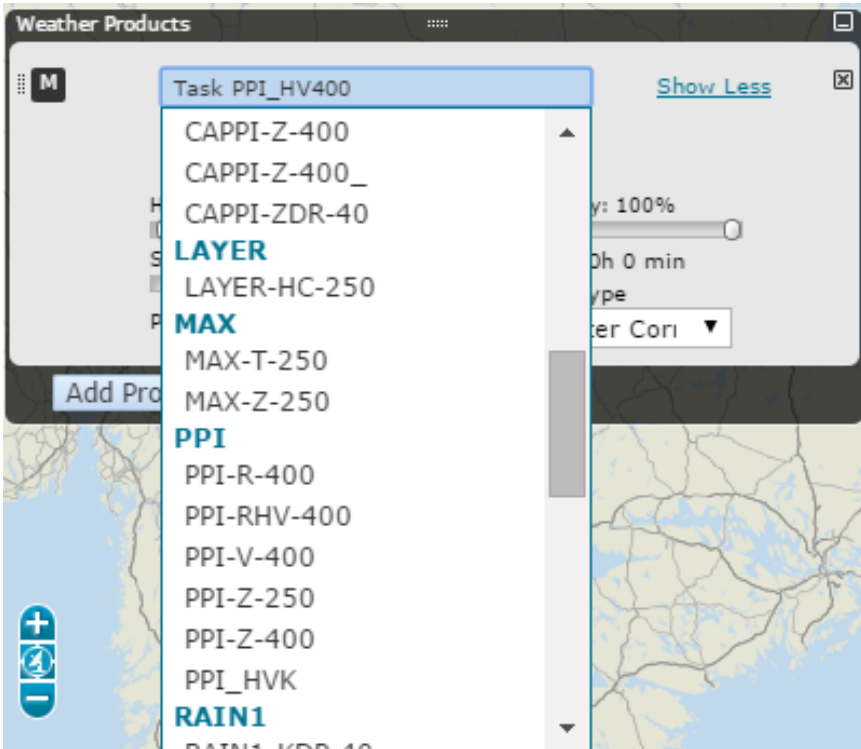 Weather Products
M
Task PPI_HV400
Show Less
CAPPI-Z-400
CAPPI-Z-400_
CAPPI-ZDR-40
y: 100%
LAYER
0h 0 min
LAYER-HC-250
ype
MAX
MAX-T-250
MAX-Z-250
Add Pro
PPI
PPI-R-400
PPI-RHV-400
PPI-V-400
PPI-Z-250
PPI-Z-400
PPI_HVK
RAIN1